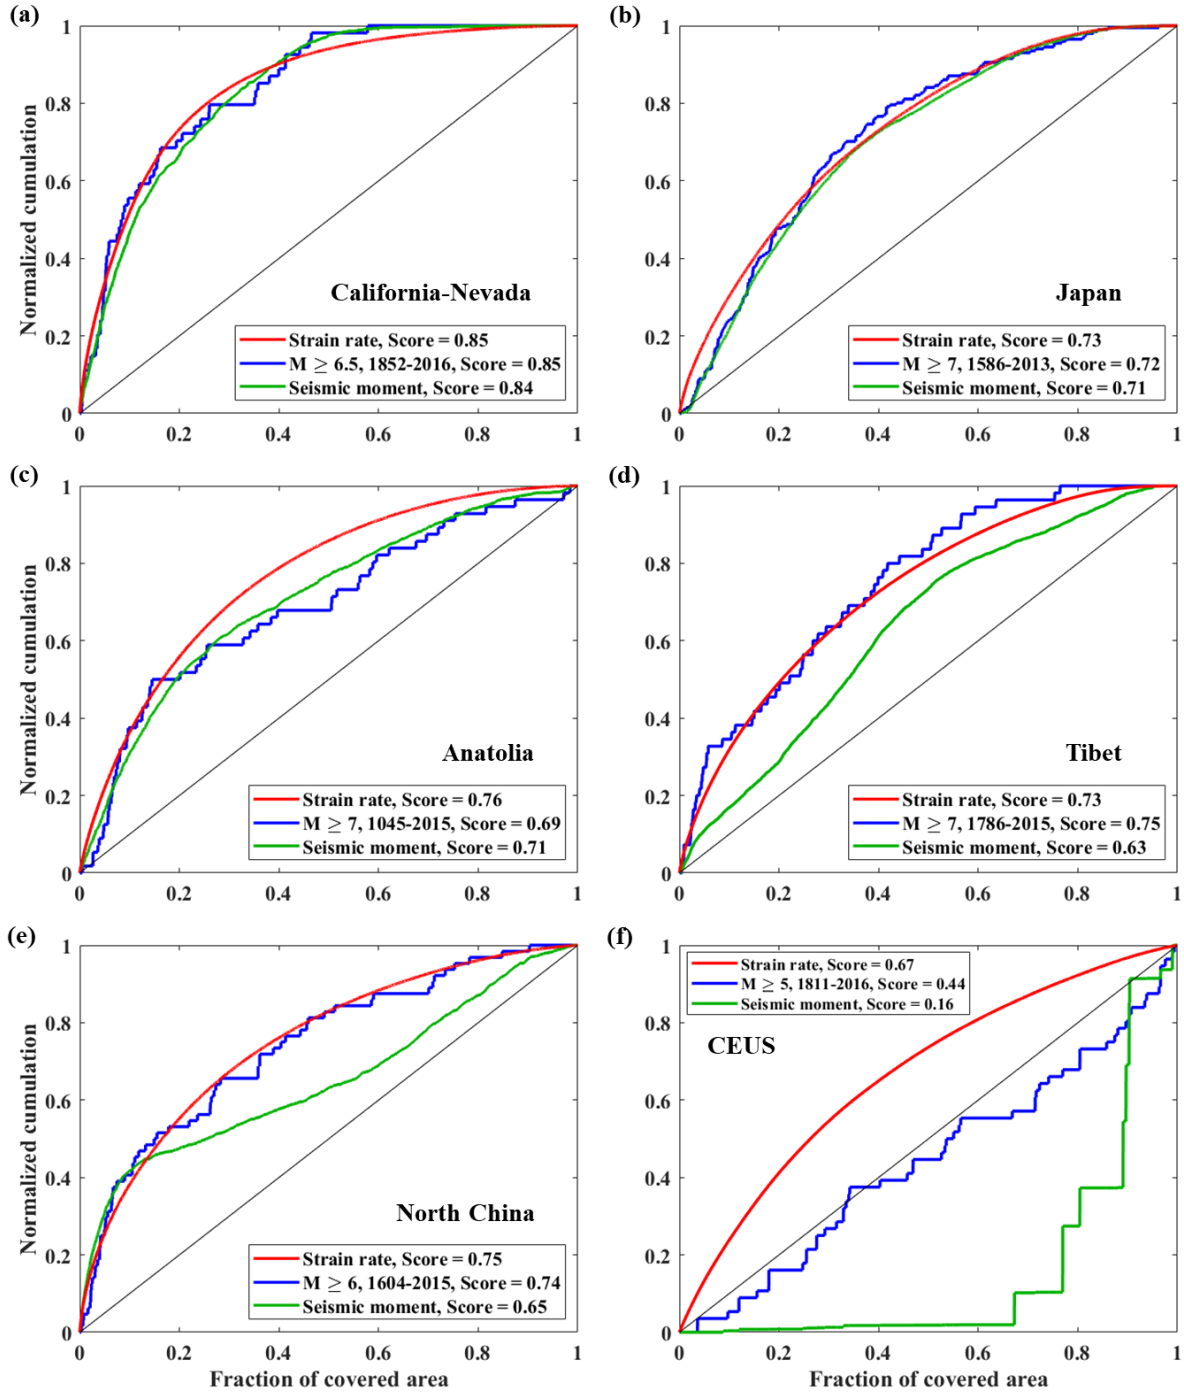 (a)
Normalized cumulation
1
0.8
0.6
0.4
0.2
0
California-Nevada
Strain rate, Score = 0.85
M ≥ 6.5, 1852-2016, Score = 0.85
Seismic moment, Score = 0.84
0 0.2 0.4 0.6 0.8 1
(b)
1
0.8
0.6
0.4
0.2
0
Japan
Strain rate, Score = 0.73
M ≥ 7, 1586-2013, Score = 0.72
Seismic moment, Score = 0.71
0 0.2 0.4 0.6 0.8 1
(c)
Normalized cumulation
1
0.8
0.6
0.4
0.2
0
Anatolia
Strain rate, Score = 0.76
M ≥ 7, 1045-2015, Score = 0.69
Seismic moment, Score = 0.71
0 0.2 0.4 0.6 0.8 1
(d)
1
0.8
0.6
0.4
0.2
0
Tibet
Strain rate, Score = 0.73
M ≥ 7, 1786-2015, Score = 0.75
Seismic moment, Score = 0.63
0 0.2 0.4 0.6 0.8 1
(e)
Normalized cumulation
1
0.8
0.6
0.4
0.2
0
North China
Strain rate, Score = 0.75
M ≥ 6, 1604-2015, Score = 0.74
Seismic moment, Score = 0.65
0 0.2 0.4 0.6 0.8 1
Fraction of covered area
(f)
1
0.8
0.6
0.4
0.2
0
Strain rate, Score = 0.67
M ≥ 5, 1811-2016, Score = 0.44
Seismic moment, Score = 0.16
CEUS
0 0.2 0.4 0.6 0.8 1
Fraction of covered area